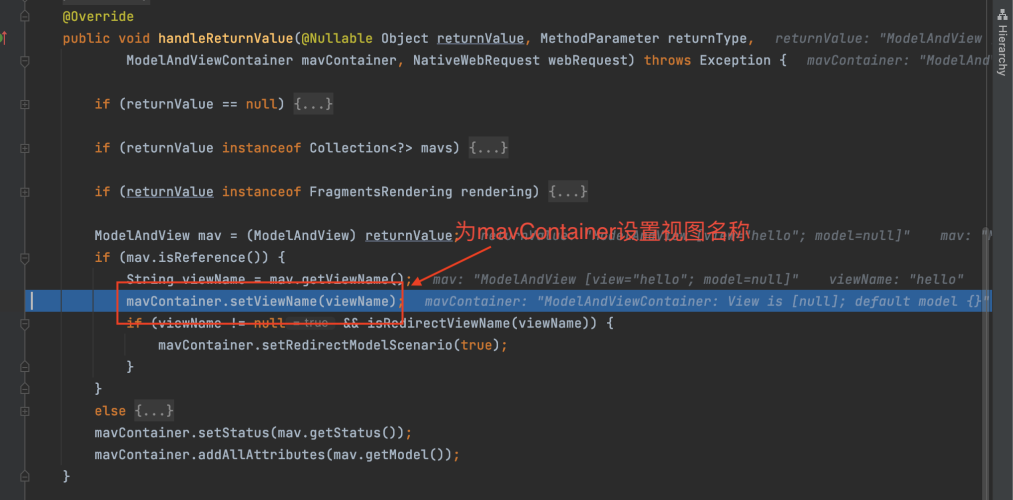 @Override
public void handleReturnValue(@Nullable Object returnValue, MethodParameter returnType,   returnValue: "ModelAndView
        ModelAndViewContainer mavContainer, NativeWebRequest webRequest) throws Exception {   mavContainer: "ModelAnd
    if (returnValue == null) {...}
    if (returnValue instanceof Collection<?> mavs) {...}
    if (returnValue instanceof FragmentsRendering rendering) {...}
为mavContainer设置视图名称
    ModelAndView mav = (ModelAndView) returnValue;   returnValue: "ModelAndView [view="hello"; model=null]"    mav:
    if (mav.isReference()) {
        String viewName = mav.getViewName();   mav: "ModelAndView [view="hello"; model=null]"    viewName: "hello"
        mavContainer.setViewName(viewName);   mavContainer: "ModelAndViewContainer: View is [null]; default model {}"
        if (viewName != null = true && isRedirectViewName(viewName)) {
            mavContainer.setRedirectModelScenario(true);
        }
    }
    else {...}
    mavContainer.setStatus(mav.getStatus());
    mavContainer.addAllAttributes(mav.getModel());
}
Hierarchy